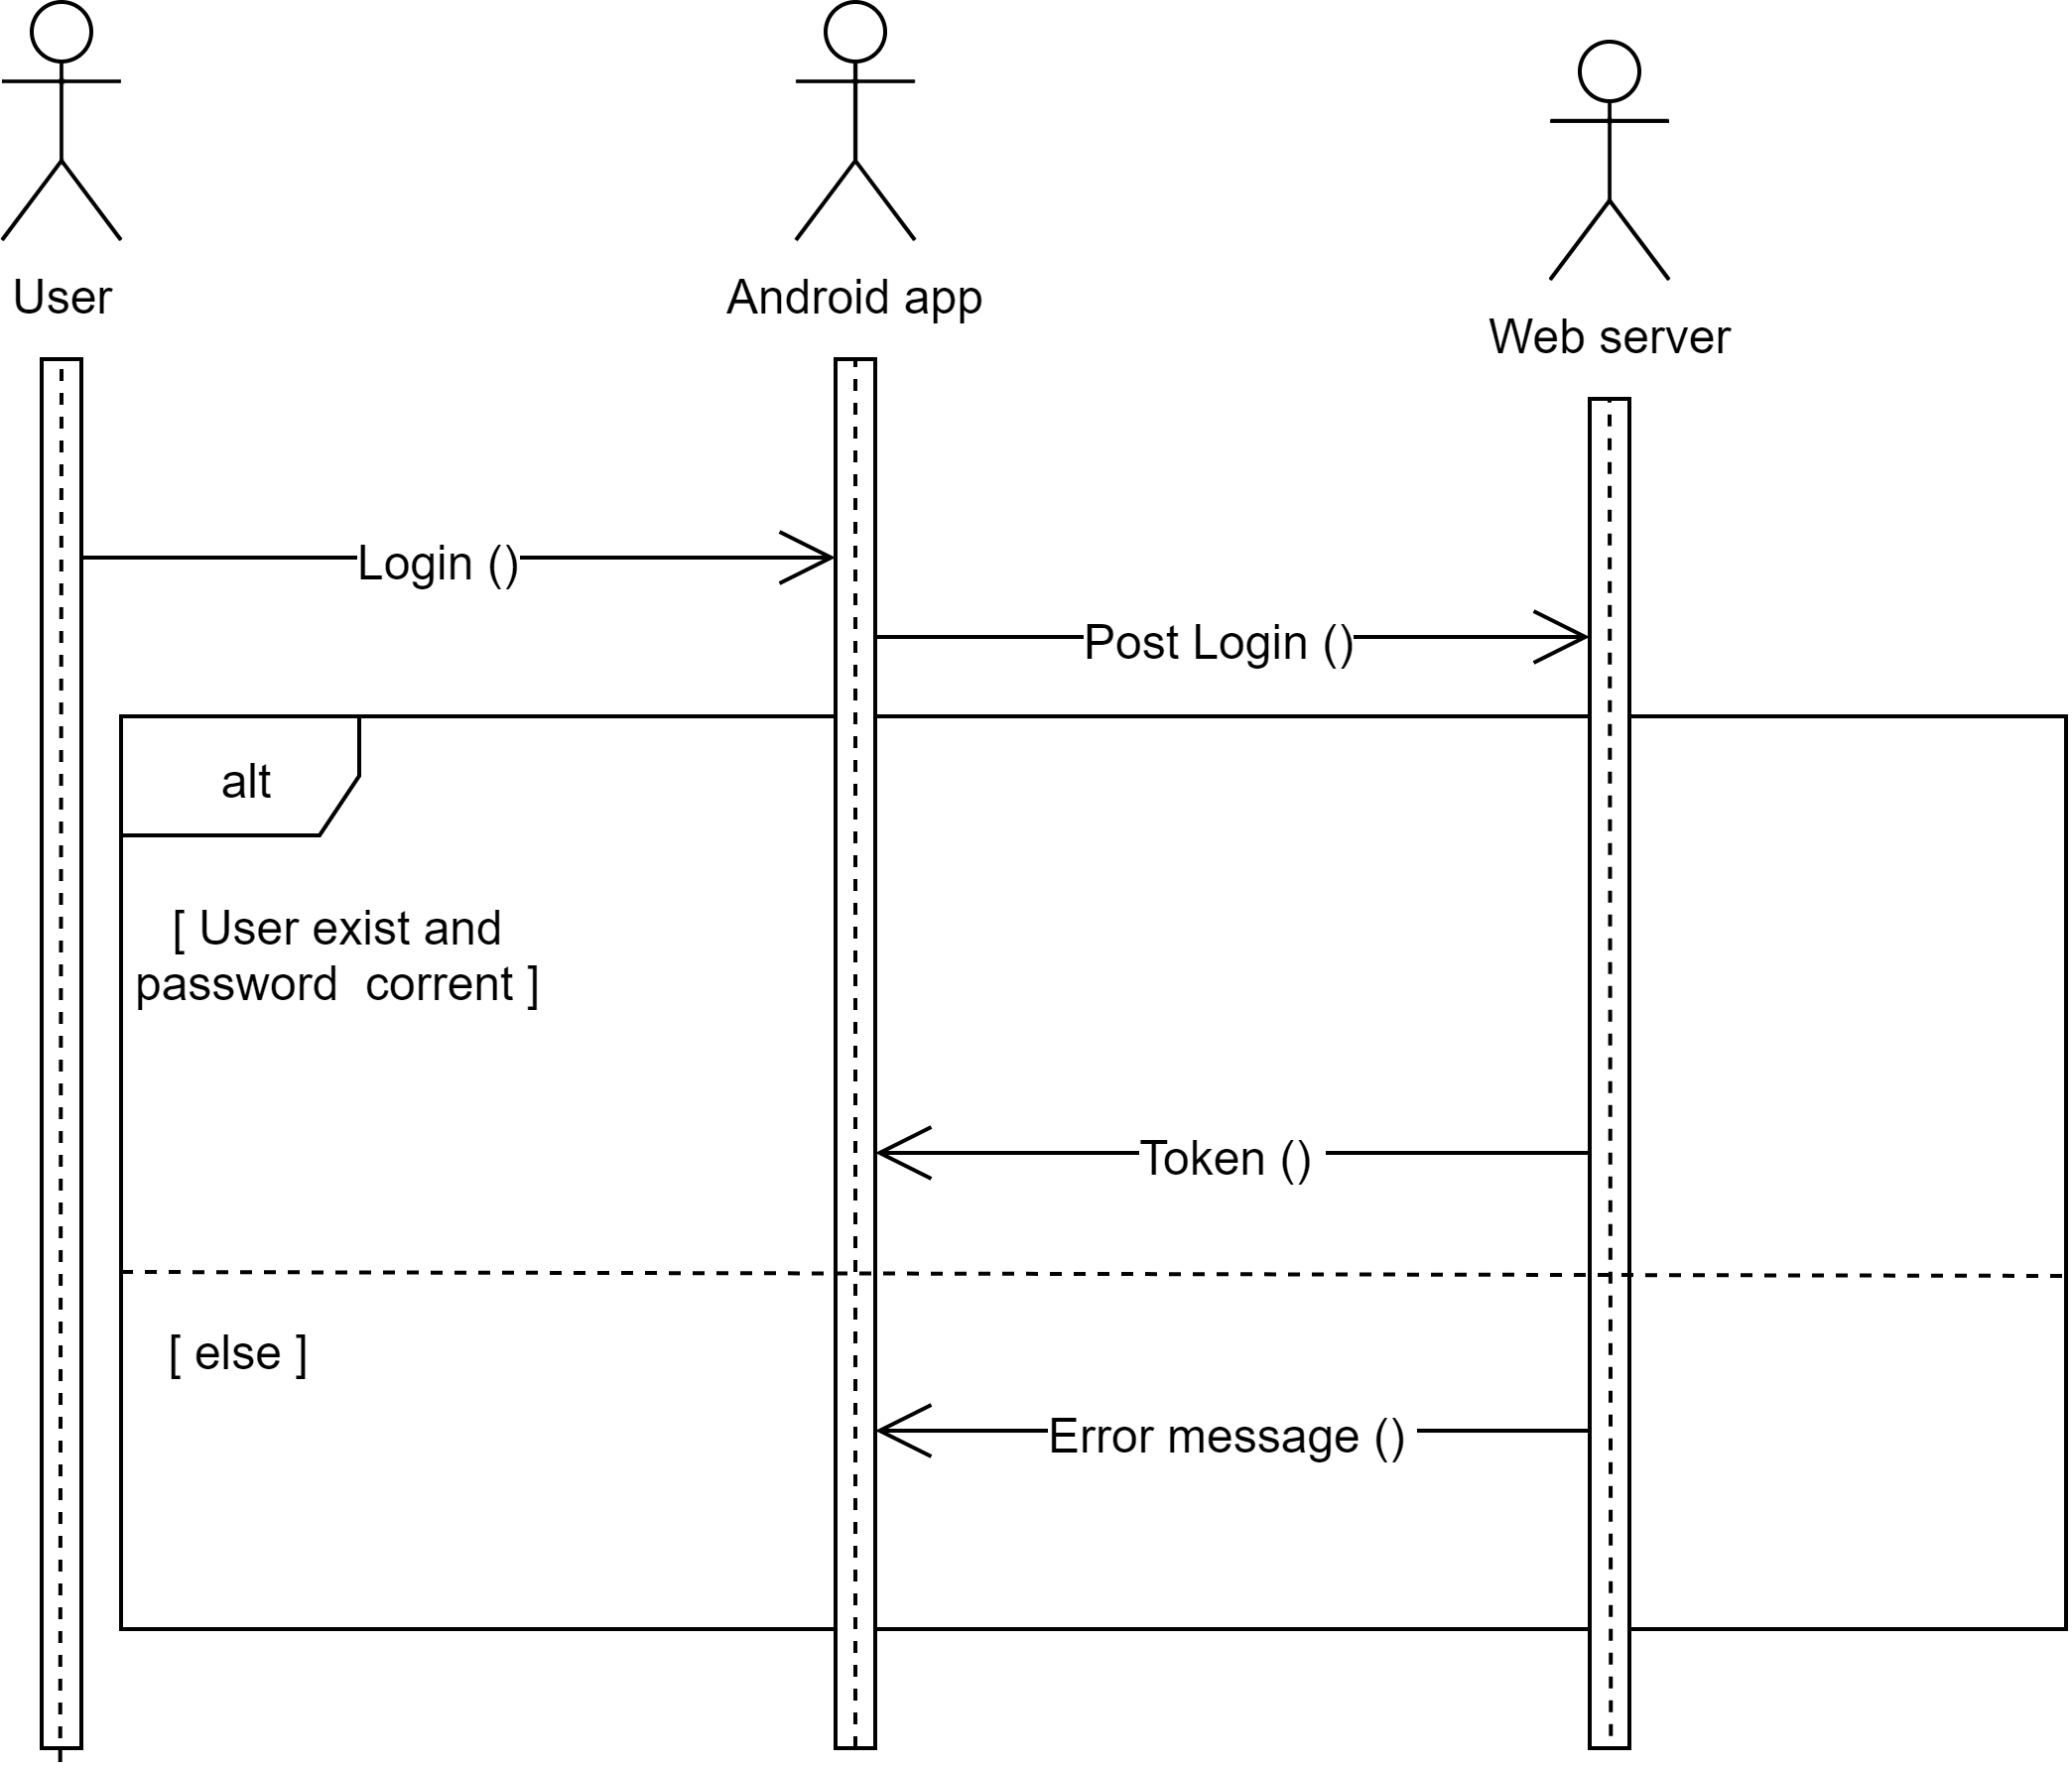 User
Android app
Web server
Login ()
Post Login ()
alt
[ User exist and
password  corrent ]
Token ()
[ else ]
Error message ()